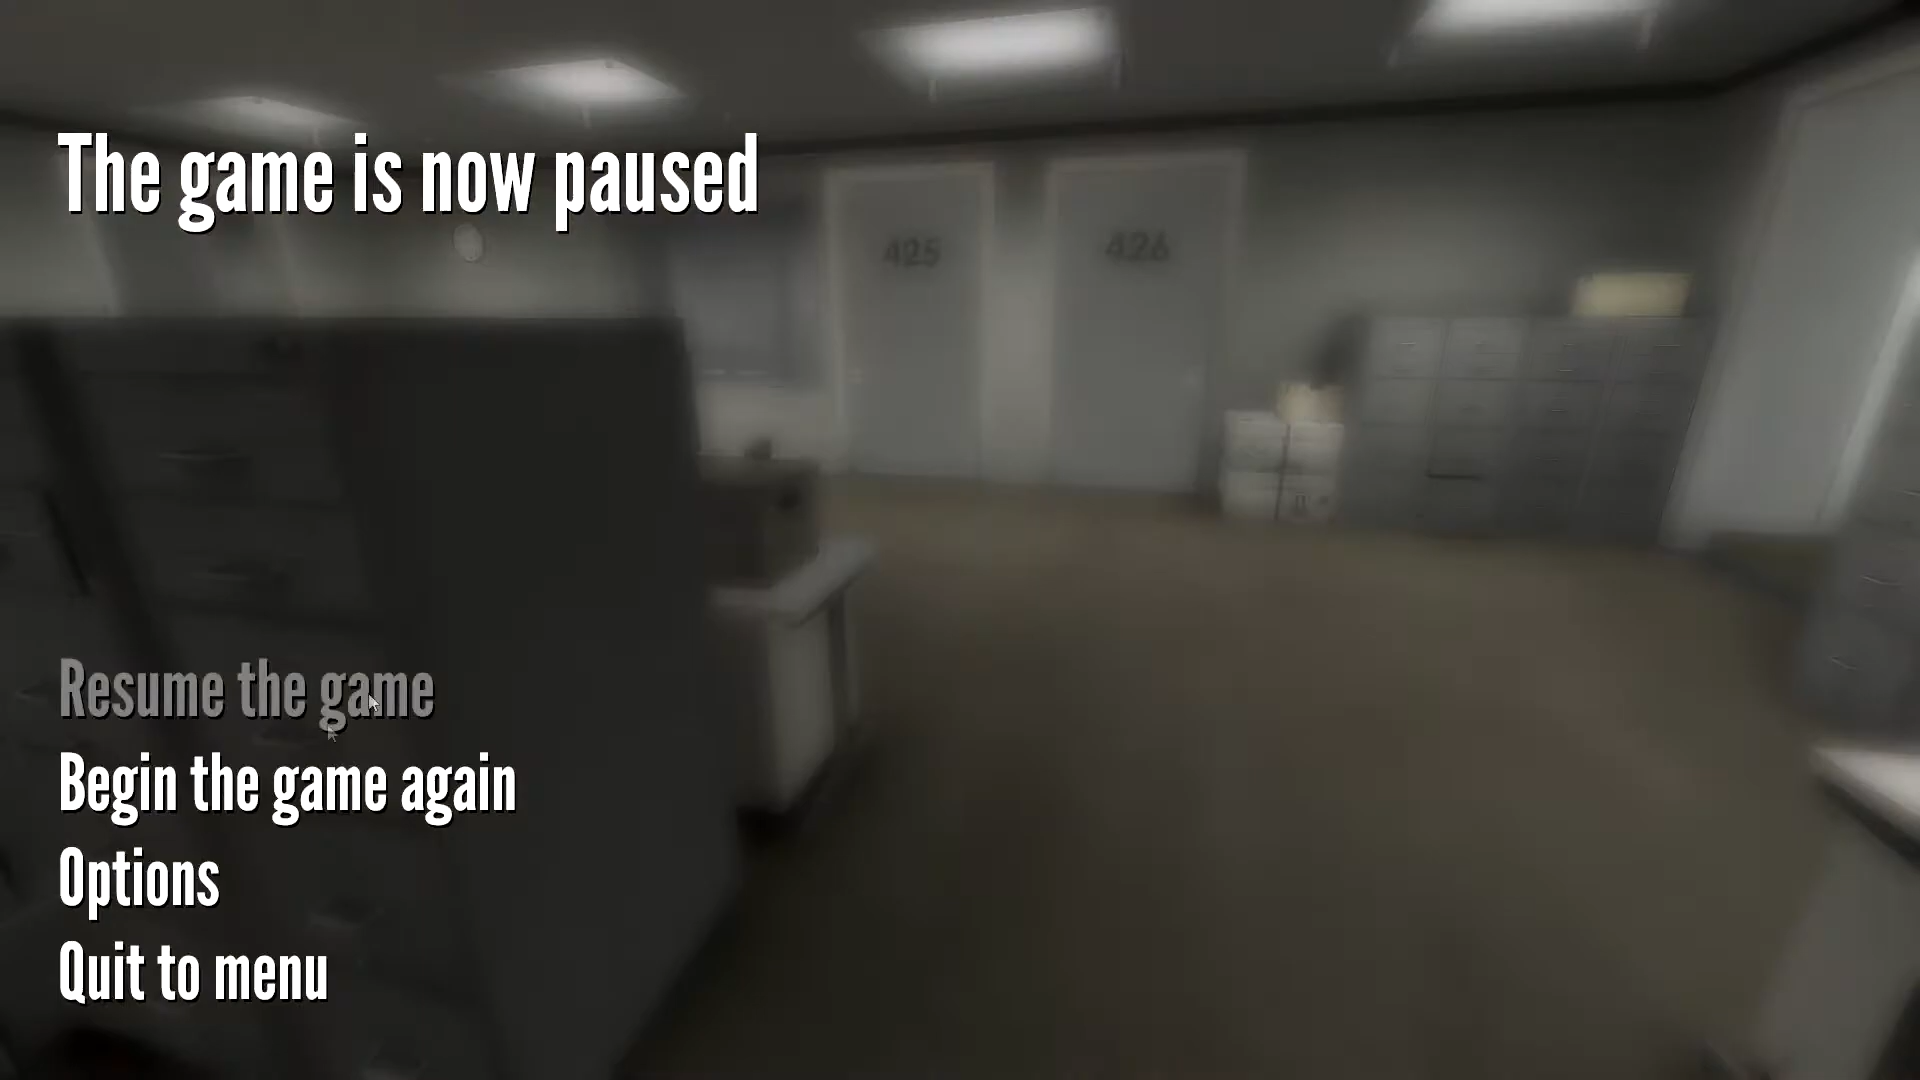 The game is now paused
425
426
Resume the game
Begin the game again
Options
Quit to menu